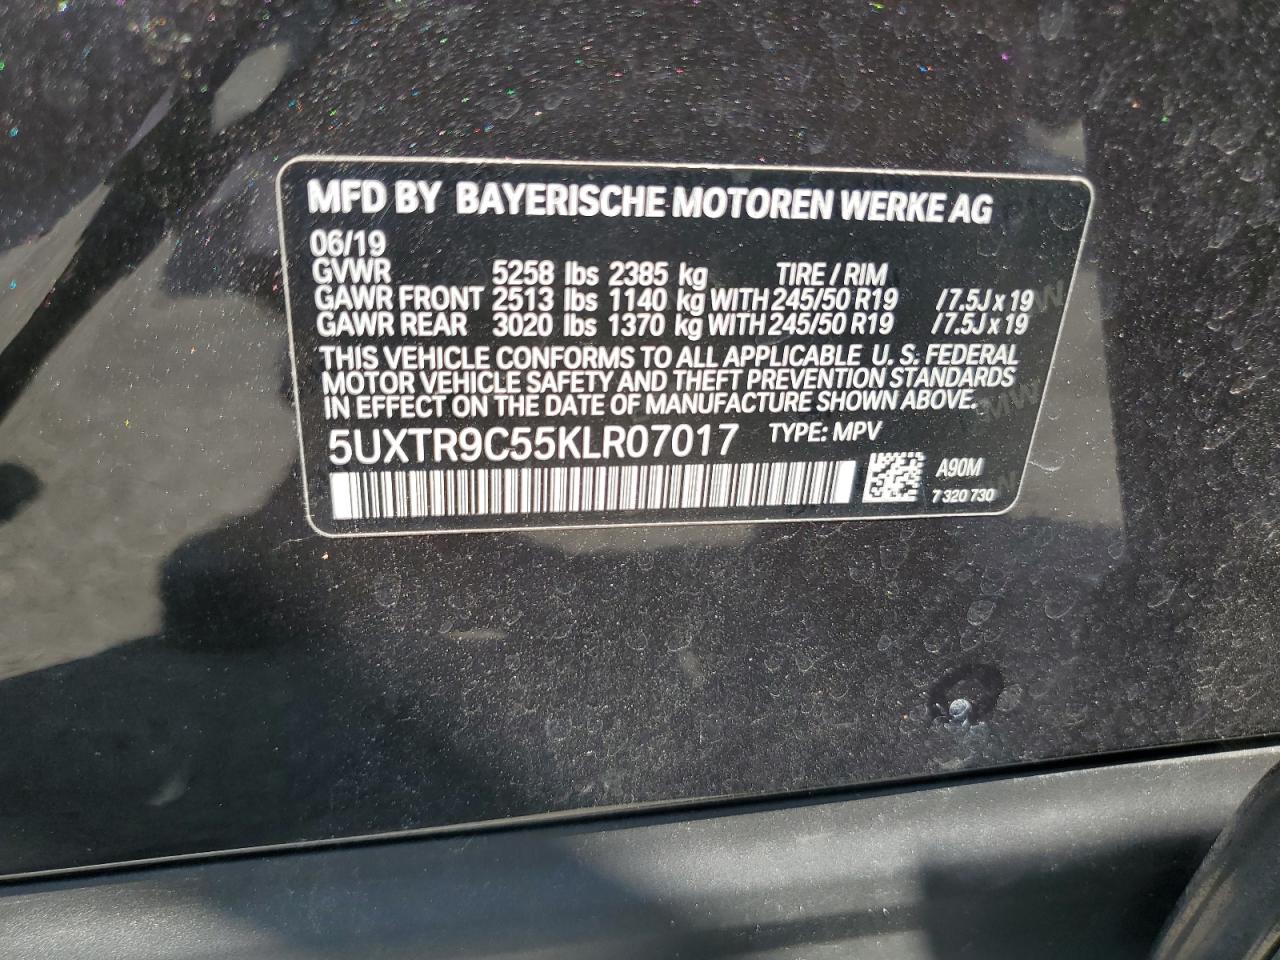 MFD BY BAYERISCHE MOTOREN WERKE AG
06/19
GVWR 5258 lbs 2385 kg TIRE / RIM
GAWR FRONT 2513 lbs 1140 kg WITH 245/50 R19 / 7.5J x 19
GAWR REAR 3020 lbs 1370 kg WITH 245/50 R19 / 7.5J x 19
THIS VEHICLE CONFORMS TO ALL APPLICABLE U. S. FEDERAL
MOTOR VEHICLE SAFETY AND THEFT PREVENTION STANDARDS
IN EFFECT ON THE DATE OF MANUFACTURE SHOWN ABOVE.
5UXTR9C55KLR07017 TYPE: MPV
A90M
7 320 730